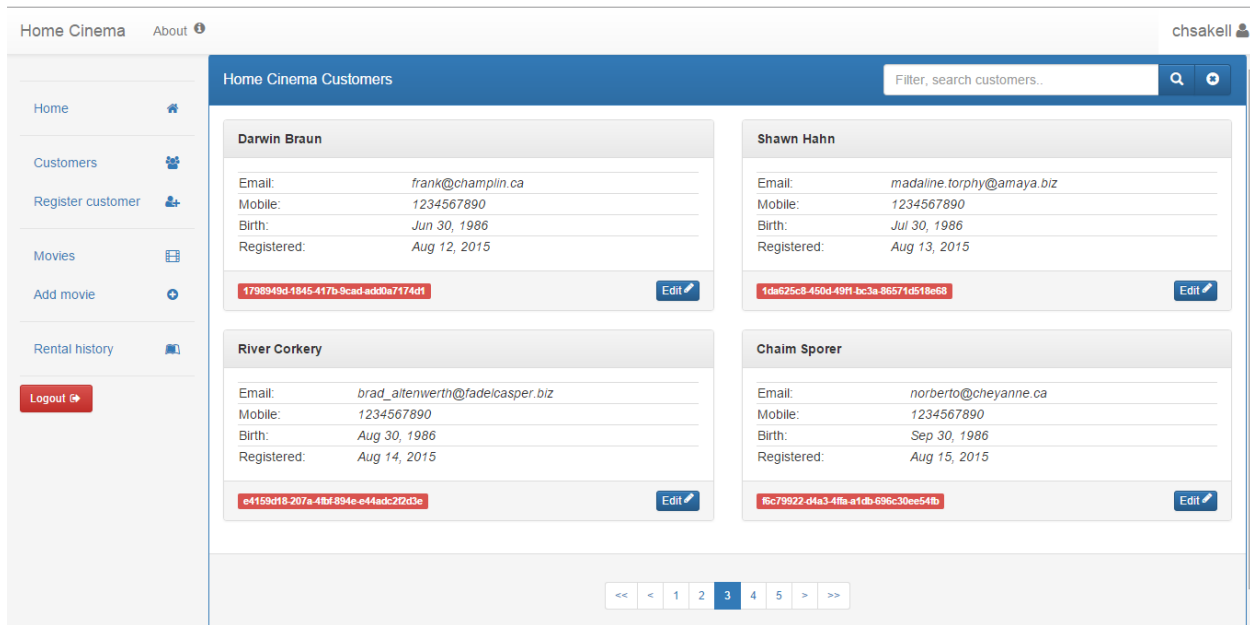 Home Cinema About chsakell
Home Cinema Customers Filter, search customers..
Home
Customers
Register customer
Movies
Add movie
Rental history
Logout
Darwin Braun
Email: frank@champlin.ca
Mobile: 1234567890
Birth: Jun 30, 1986
Registered: Aug 12, 2015
1798949d-1845-417b-9cad-add0a7174df1 Edit
Shawn Hahn
Email: madaline.torphy@amaya.biz
Mobile: 1234567890
Birth: Jul 30, 1986
Registered: Aug 13, 2015
1da625c8-450d-49f1-bc3a-86571d518e68 Edit
River Corkery
Email: brad_altenwerth@fadelcasper.biz
Mobile: 1234567890
Birth: Aug 30, 1986
Registered: Aug 14, 2015
e4159d18-207a-4fbf-894e-e44adc2f2d3e Edit
Chaim Sporer
Email: norberto@cheyanne.ca
Mobile: 1234567890
Birth: Sep 30, 1986
Registered: Aug 15, 2015
f6c79922-d4a3-4ffa-a1db-696c30ee54fb Edit
<< < 1 2 3 4 5 > >>